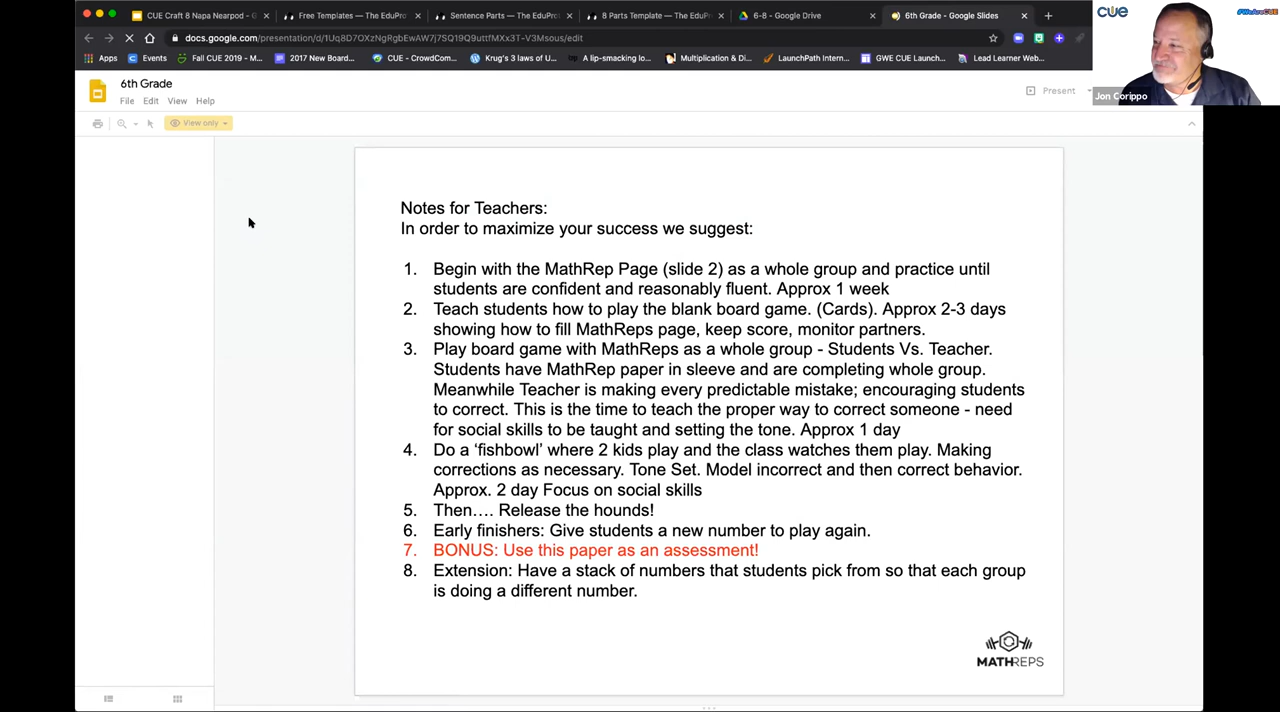 CUE Craft 8 Napa Nearpod - G
Free Templates — The EduPro
Sentence Parts — The EduPro
8 Parts Template — The EduP
6-8 - Google Drive
6th Grade - Google Slides
docs.google.com/presentation/d/1Uq8D7OXzNgRgbEwAW7j7SQ19Q9uttfMXx3T-V3Msous/edit
Apps
Events
Fall CUE 2019 - M...
2017 New Board...
CUE - CrowdCom...
Krug's 3 laws of U...
A lip-smacking lo...
Multiplication & Di...
LaunchPath Intern...
GWE CUE Launch...
Lead Learner Web...
cue
#WeAreCUE
Jon Corippo
6th Grade
File Edit View Help
Present
View only
Notes for Teachers:
In order to maximize your success we suggest:
1. Begin with the MathRep Page (slide 2) as a whole group and practice until
students are confident and reasonably fluent. Approx 1 week
2. Teach students how to play the blank board game. (Cards). Approx 2-3 days
showing how to fill MathReps page, keep score, monitor partners.
3. Play board game with MathReps as a whole group - Students Vs. Teacher.
Students have MathRep paper in sleeve and are completing whole group.
Meanwhile Teacher is making every predictable mistake; encouraging students
to correct. This is the time to teach the proper way to correct someone - need
for social skills to be taught and setting the tone. Approx 1 day
4. Do a ‘fishbowl’ where 2 kids play and the class watches them play. Making
corrections as necessary. Tone Set. Model incorrect and then correct behavior.
Approx. 2 day Focus on social skills
5. Then…. Release the hounds!
6. Early finishers: Give students a new number to play again.
7. BONUS: Use this paper as an assessment!
8. Extension: Have a stack of numbers that students pick from so that each group
is doing a different number.
MATHREPS